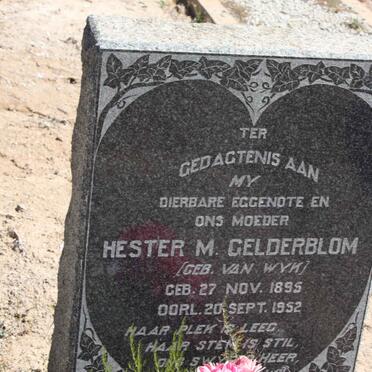 TER
GEDAGTENIS AAN
MY
DIERBARE EGGENOTE EN
ONS MOEDER
HESTER M. GELDERBLOM
(GEB. VAN WYK)
GEB. 27 NOV. 1895
OORL. 20 SEPT. 1952
HAAR PLEK IS LEEG,
HAAR STEM IS STIL,
HEER